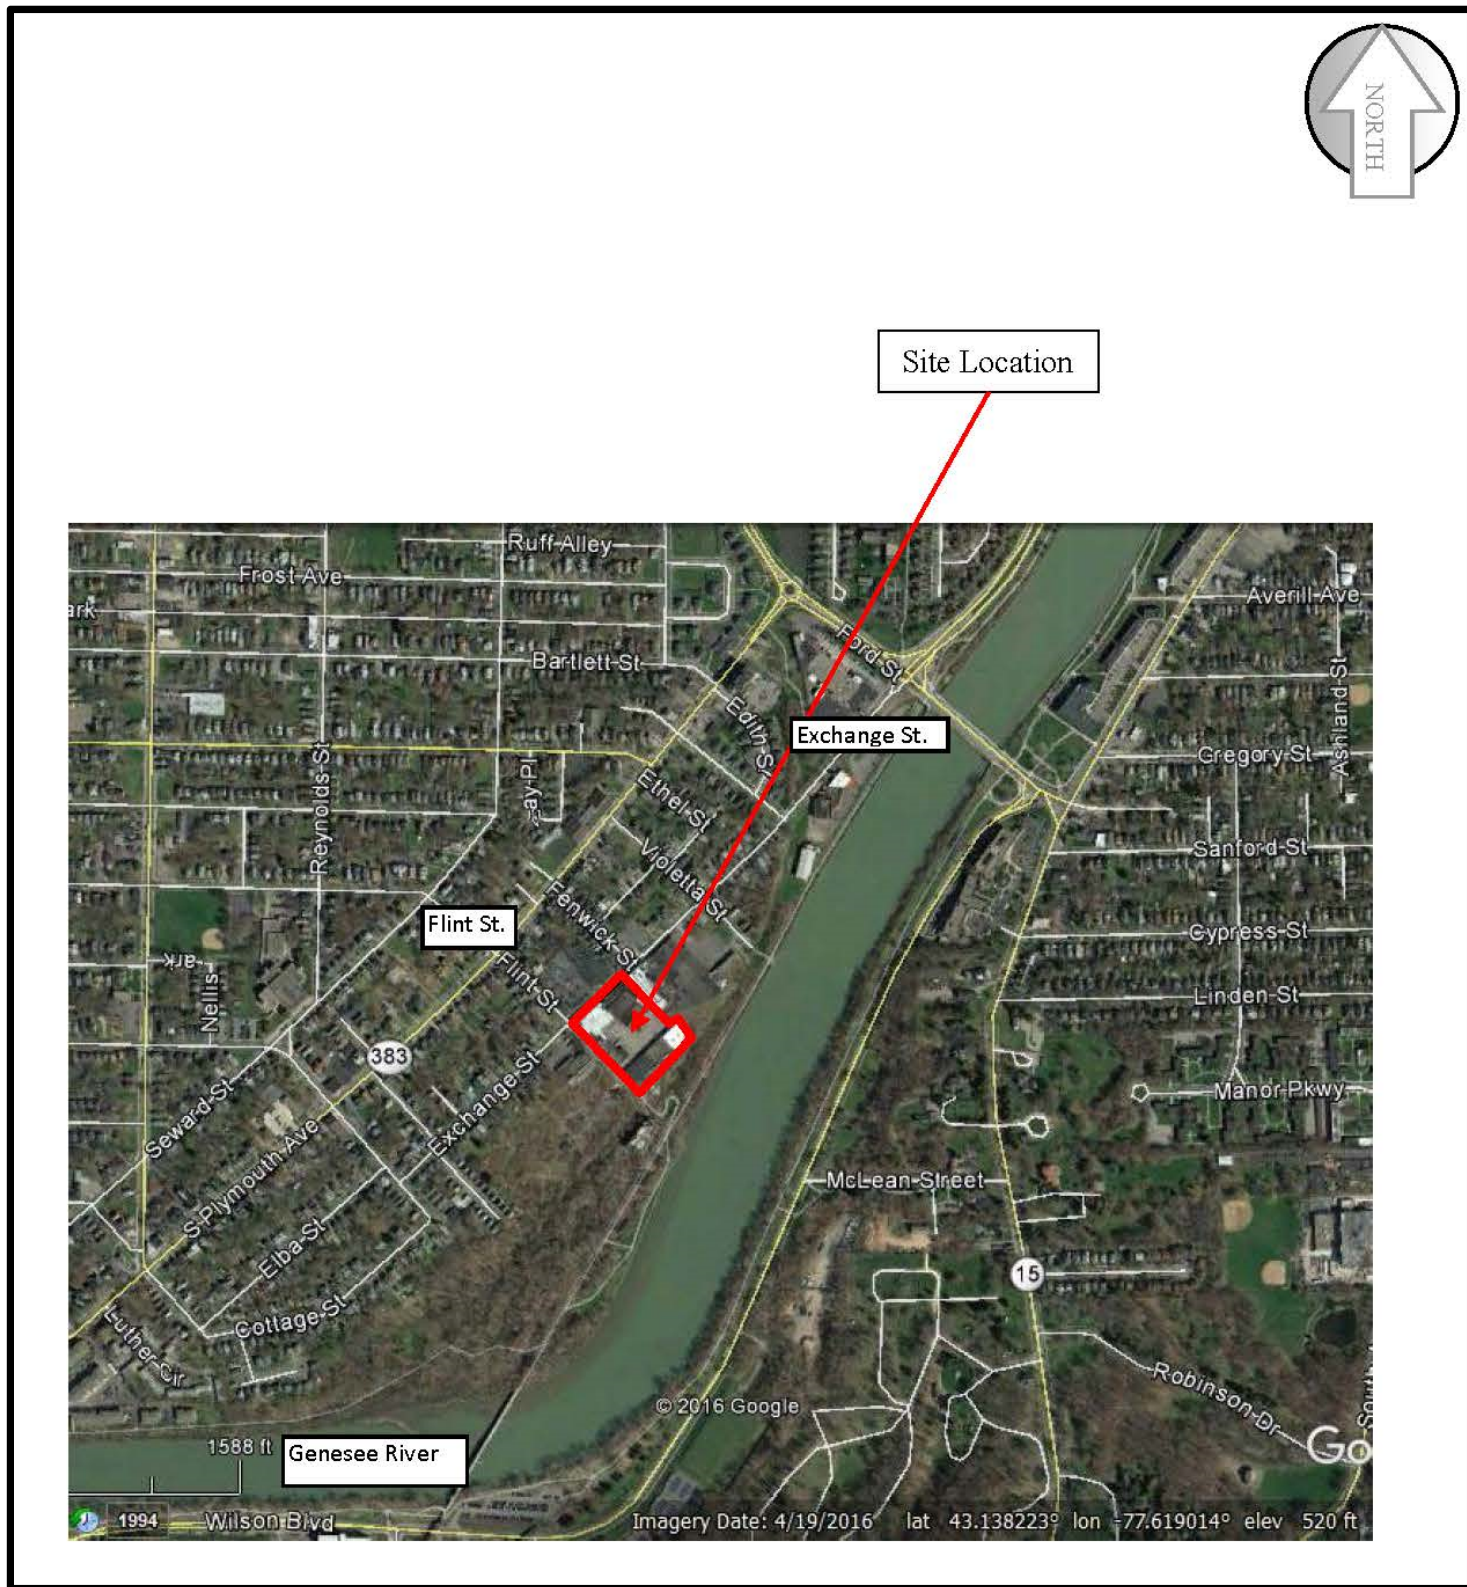 NORTH
Site Location
Ruff Alley
Frost Ave
ark
Averill Ave
Ford St
Bartlett St
Edith St
Exchange St.
Ashland St
Gregory St
Reynolds St
Ethel St
Sanford St
Violetta St
Fenwick St
Flint St.
Cypress St
Flint St
ark
Nellis
Linden St
383
Exchange St
Manor Pkwy
Seward St
S Plymouth Ave
McLean Street
Elba St
15
Cottage St
Luther Cir
Robinson Dr
© 2016 Google
Go
1588 ft
Genesee River
1994
Wilson Blvd
Imagery Date: 4/19/2016 lat 43.138223° lon -77.619014° elev 520 ft